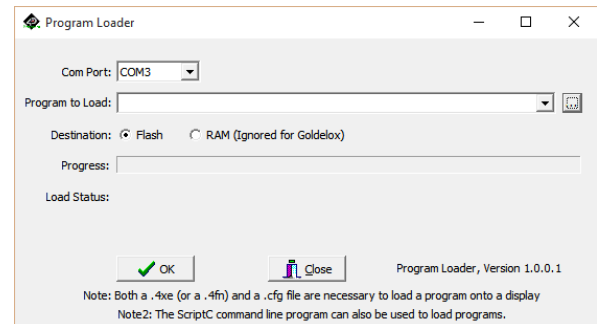 Program Loader
Com Port: COM3
Program to Load:
Destination: Flash RAM (Ignored for Goldelox)
Progress:
Load Status:
OK Close Program Loader, Version 1.0.0.1
Note: Both a .4xe (or a .4fn) and a .cfg file are necessary to load a program onto a display
Note2: The ScriptC command line program can also be used to load programs.